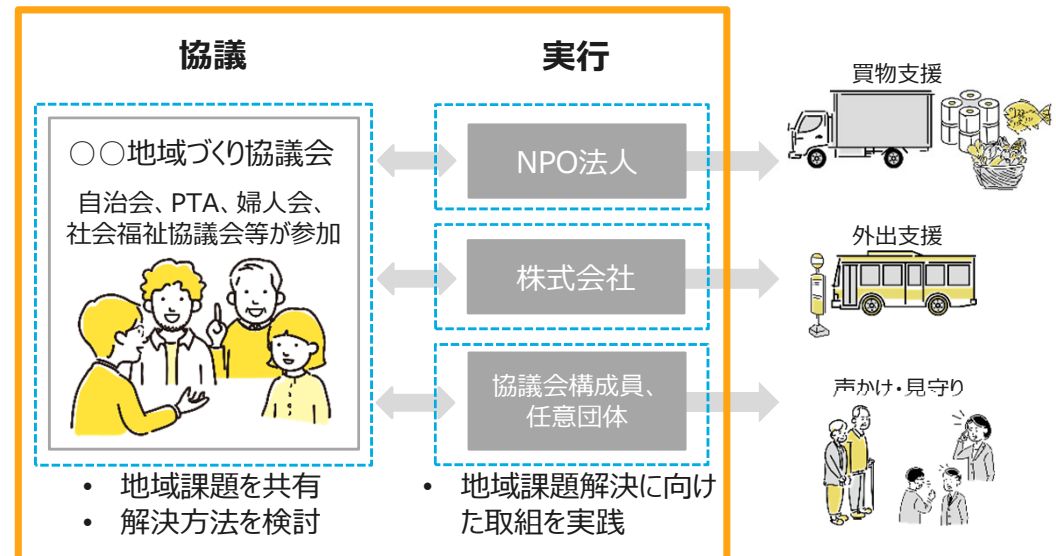 協議
○○地域づくり協議会
自治会、PTA、婦人会、
社会福祉協議会等が参加
• 地域課題を共有
• 解決方法を検討
実行
NPO法人
株式会社
協議会構成員、
任意団体
• 地域課題解決に向け
た取組を実践
買物支援
外出支援
声かけ・見守り